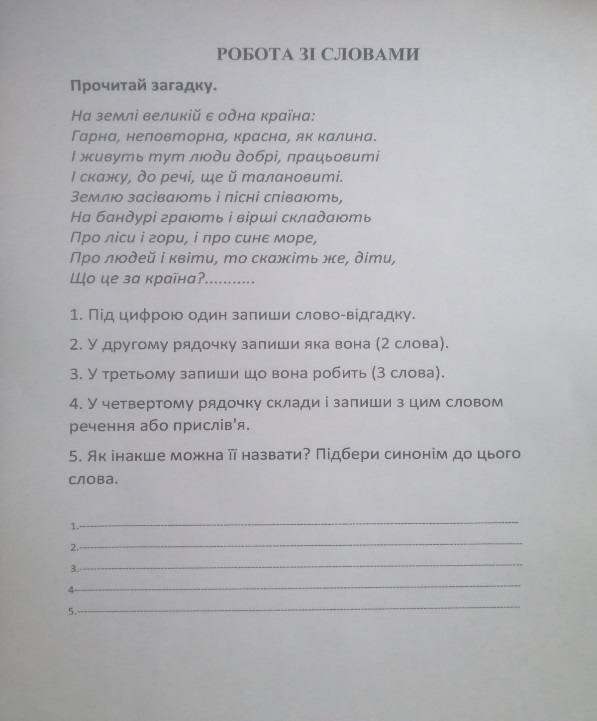 РОБОТА ЗІ СЛОВАМИ
Прочитай загадку.
На землі великій є одна країна:
Гарна, неповторна, красна, як калина.
І живуть тут люди добрі, працьовиті
І скажу, до речі, ще й талановиті.
Землю засівають і пісні співають,
На бандурі грають і вірші складають
Про ліси і гори, і про синє море,
Про людей і квіти, то скажіть же, діти,
Що це за країна?...........
1. Під цифрою один запиши слово-відгадку.
2. У другому рядочку запиши яка вона (2 слова).
3. У третьому запиши що вона робить (3 слова).
4. У четвертому рядочку склади і запиши з цим словом
речення або прислів'я.
5. Як інакше можна її назвати? Підбери синонім до цього
слова.
1.
2.
3.
4
5.